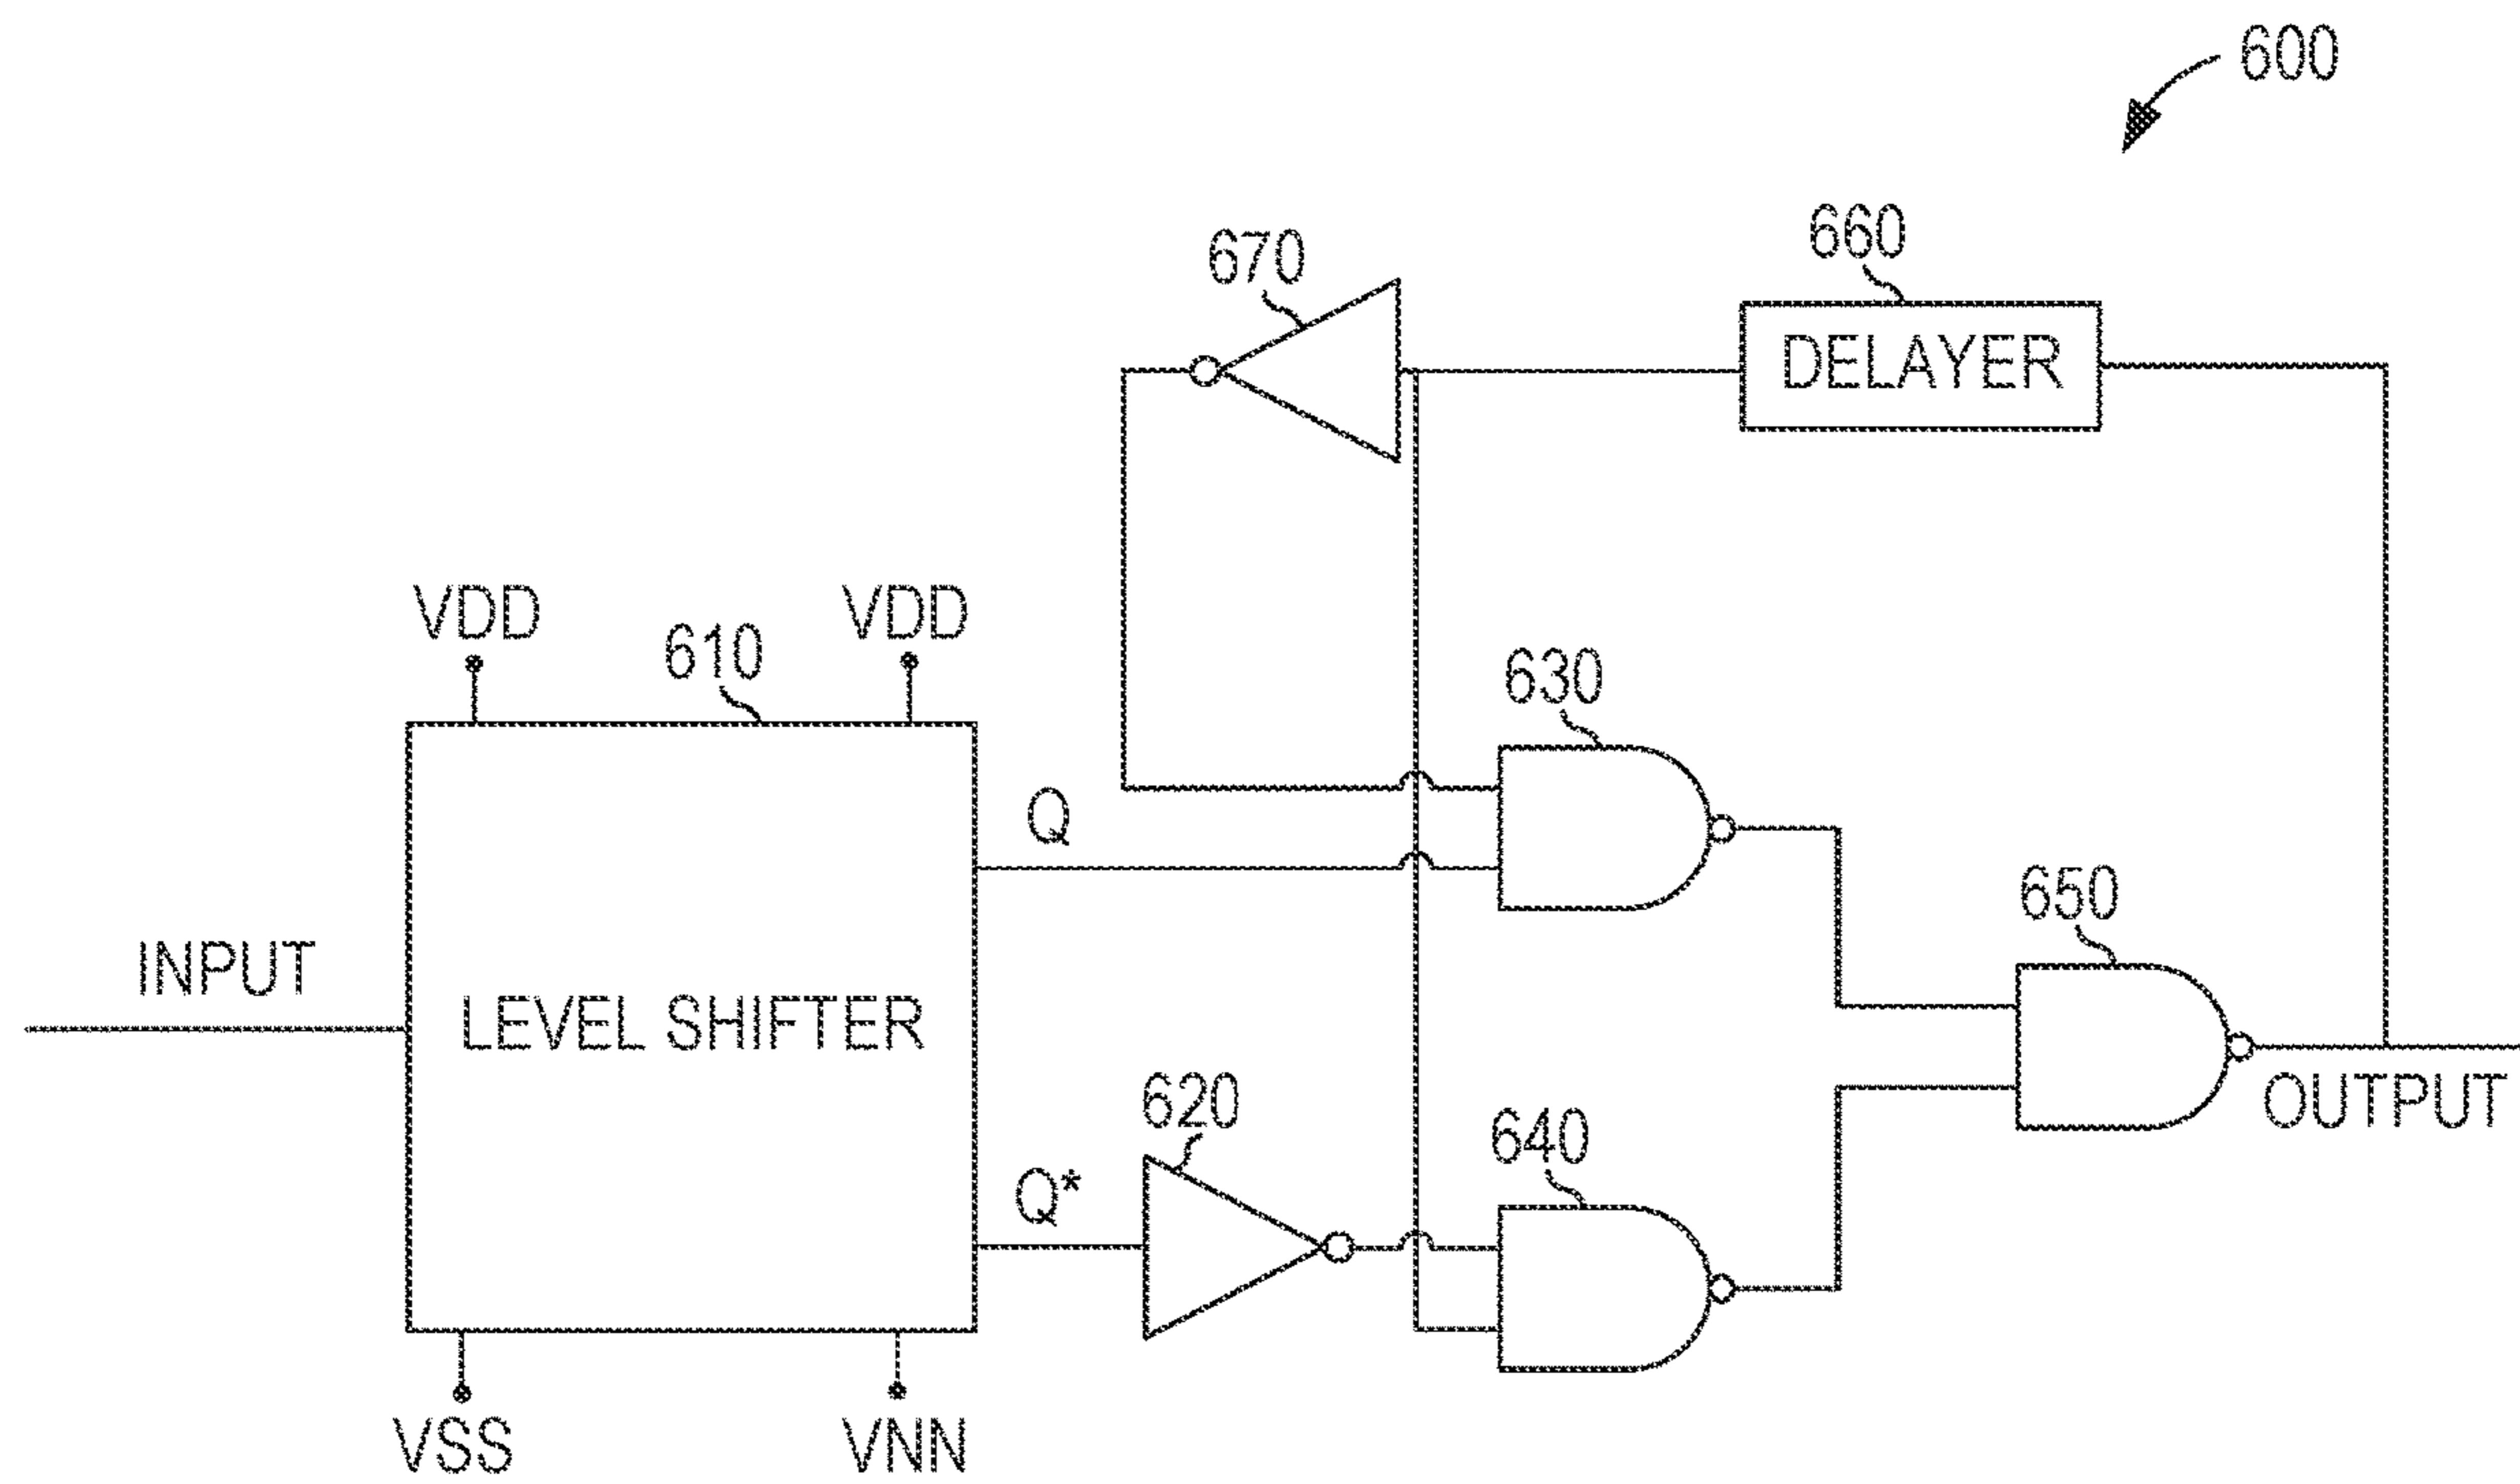 600
660
670
DELAYER
VDD
VDD
610
630
Q
650
INPUT
LEVEL SHIFTER
620
OUTPUT
640
Q*
VSS
VNN